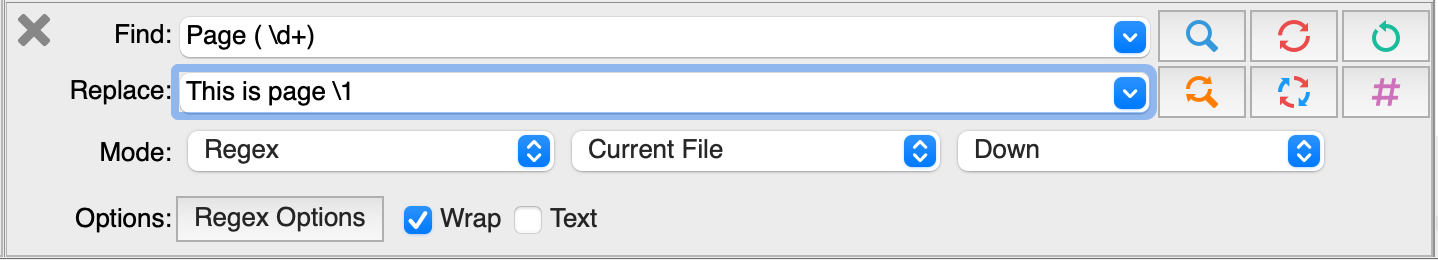 Find: Page ( \d+)
Replace: This is page \1
Mode: Regex Current File Down
Options: Regex Options Wrap Text